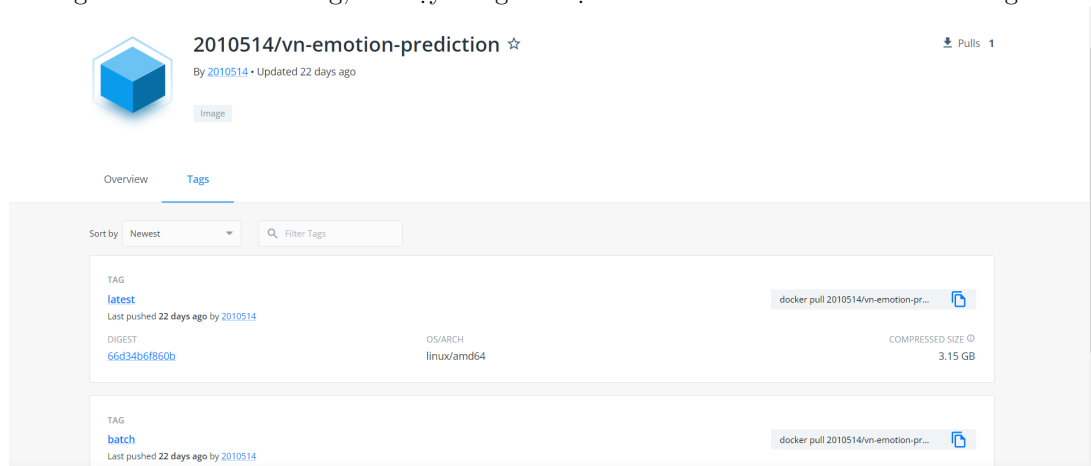 2010514/vn-emotion-prediction
Pulls 1
By 2010514 • Updated 22 days ago
Image
Overview Tags
Sort by Newest Filter Tags
TAG
latest
docker pull 2010514/vn-emotion-pr...
Last pushed 22 days ago by 2010514
DIGEST OS/ARCH COMPRESSED SIZE
66d34b6f860b linux/amd64 3.15 GB
TAG
batch
docker pull 2010514/vn-emotion-pr...
Last pushed 22 days ago by 2010514